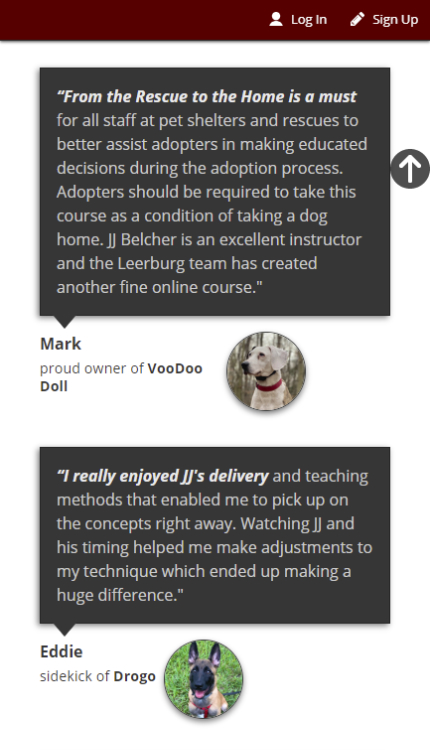 Log In Sign Up
“From the Rescue to the Home is a must
for all staff at pet shelters and rescues to
better assist adopters in making educated
decisions during the adoption process.
Adopters should be required to take this
course as a condition of taking a dog
home. JJ Belcher is an excellent instructor
and the Leerburg team has created
another fine online course."
Mark
proud owner of VooDoo
Doll
“I really enjoyed JJ's delivery and teaching
methods that enabled me to pick up on
the concepts right away. Watching JJ and
his timing helped me make adjustments to
my technique which ended up making a
huge difference."
Eddie
sidekick of Drogo